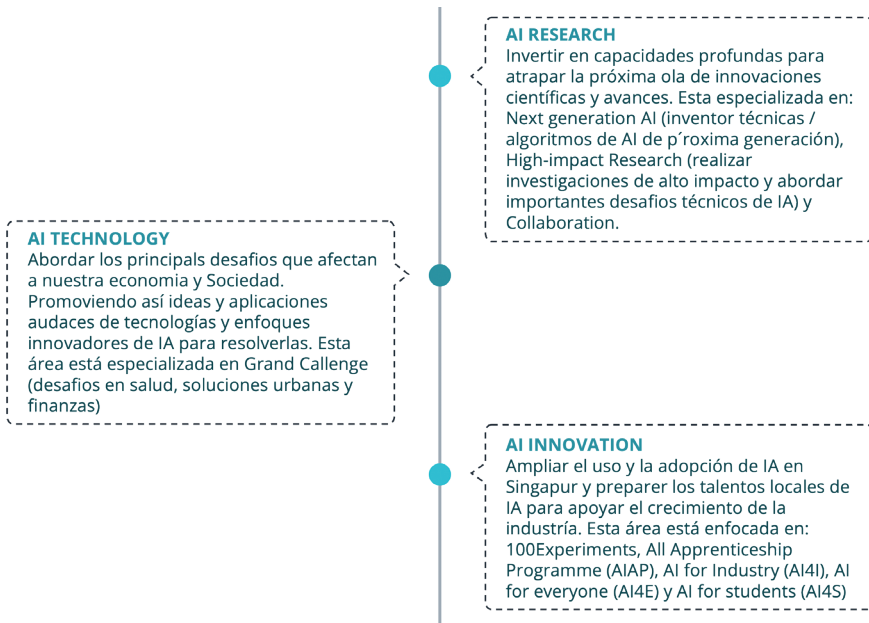 AI RESEARCH
Invertir en capacidades profundas para
atrapar la próxima ola de innovaciones
científicas y avances. Esta especializada en:
Next generation AI (inventor técnicas /
algoritmos de AI de p´roxima generación),
High-impact Research (realizar
investigaciones de alto impacto y abordar
importantes desafios técnicos de IA) y
Collaboration.
AI TECHNOLOGY
Abordar los principals desafios que afectan
a nuestra economia y Sociedad.
Promoviendo así ideas y aplicaciones
audaces de tecnologías y enfoques
innovadores de IA para resolverlas. Esta
área está especializada en Grand Callenge
(desafios en salud, soluciones urbanas y
finanzas)
AI INNOVATION
Ampliar el uso y la adopción de IA en
Singapur y preparer los talentos locales de
IA para apoyar el crecimiento de la
industría. Esta área está enfocada en:
100Experiments, All Apprenticeship
Programme (AIAP), AI for Industry (AI4I), AI
for everyone (AI4E) y AI for students (AI4S)